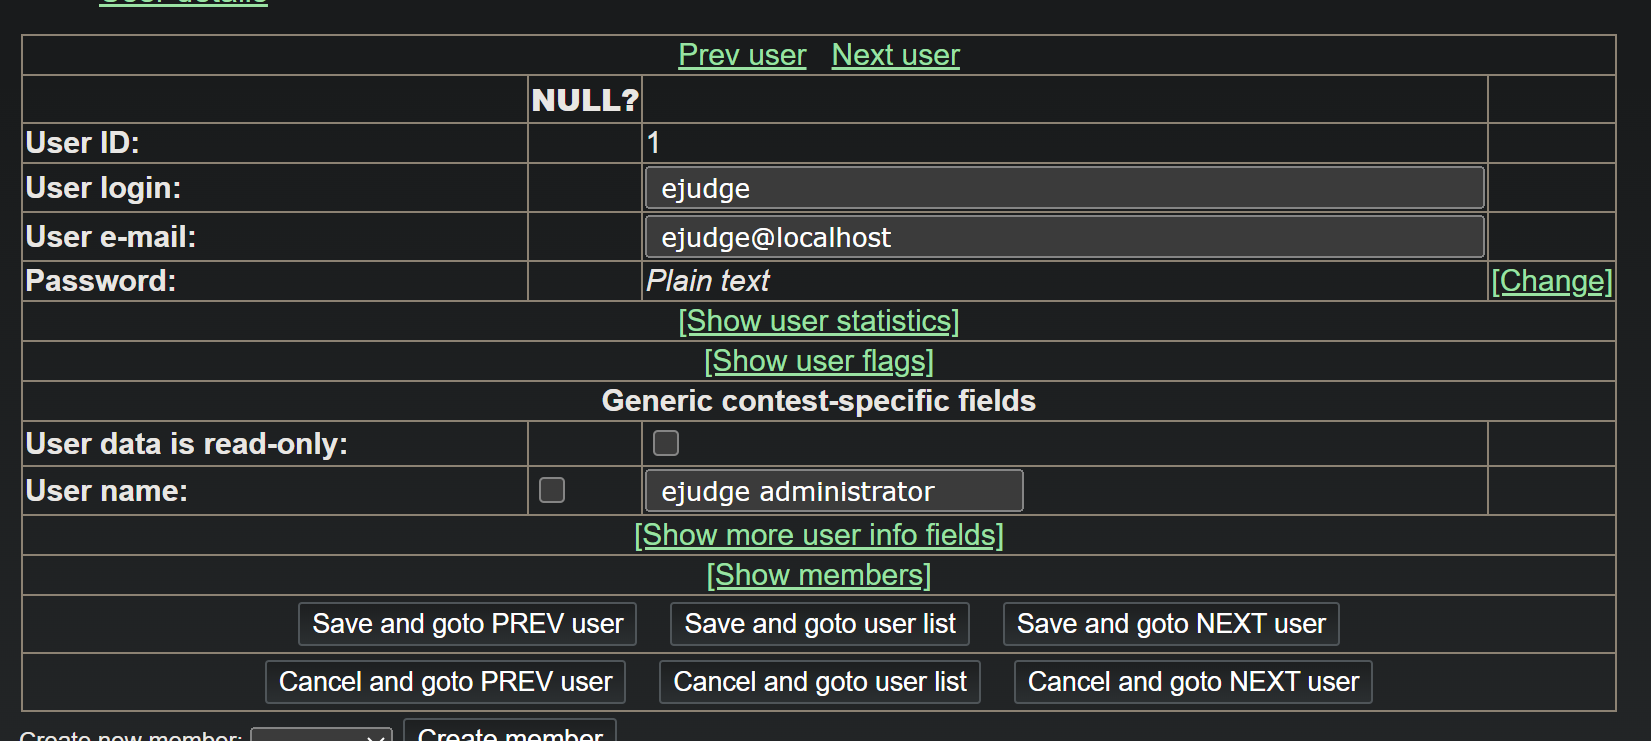 User details
Prev user Next user
NULL?
User ID: 1
User login: ejudge
User e-mail: ejudge@localhost
Password: Plain text [Change]
[Show user statistics]
[Show user flags]
Generic contest-specific fields
User data is read-only:
User name: ejudge administrator
[Show more user info fields]
[Show members]
Save and goto PREV user Save and goto user list Save and goto NEXT user
Cancel and goto PREV user Cancel and goto user list Cancel and goto NEXT user
Create new member: Create member